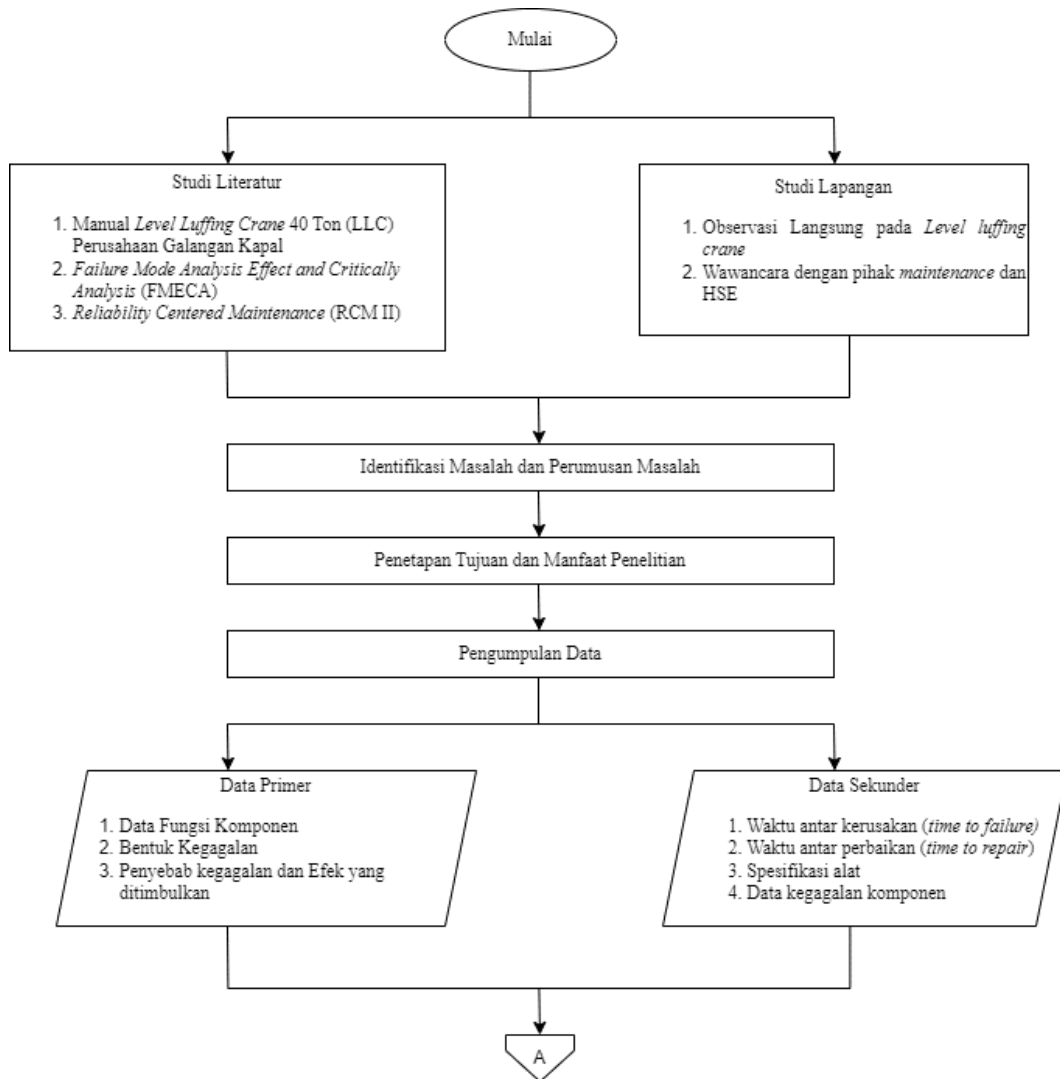 Mulai
Studi Literatur
1. Manual Level Luffing Crane 40 Ton (LLC)
Perusahaan Galangan Kapal
2. Failure Mode Analysis Effect and Critically
Analysis (FMECA)
3. Reliability Centered Maintenance (RCM II)
Studi Lapangan
1. Observasi Langsung pada Level luffing
crane
2. Wawancara dengan pihak maintenance dan
HSE
Identifikasi Masalah dan Perumusan Masalah
Penetapan Tujuan dan Manfaat Penelitian
Pengumpulan Data
Data Primer
1. Data Fungsi Komponen
2. Bentuk Kegagalan
3. Penyebab kegagalan dan Efek yang
ditimbulkan
Data Sekunder
1. Waktu antar kerusakan (time to failure)
2. Waktu antar perbaikan (time to repair)
3. Spesifikasi alat
4. Data kegagalan komponen
A